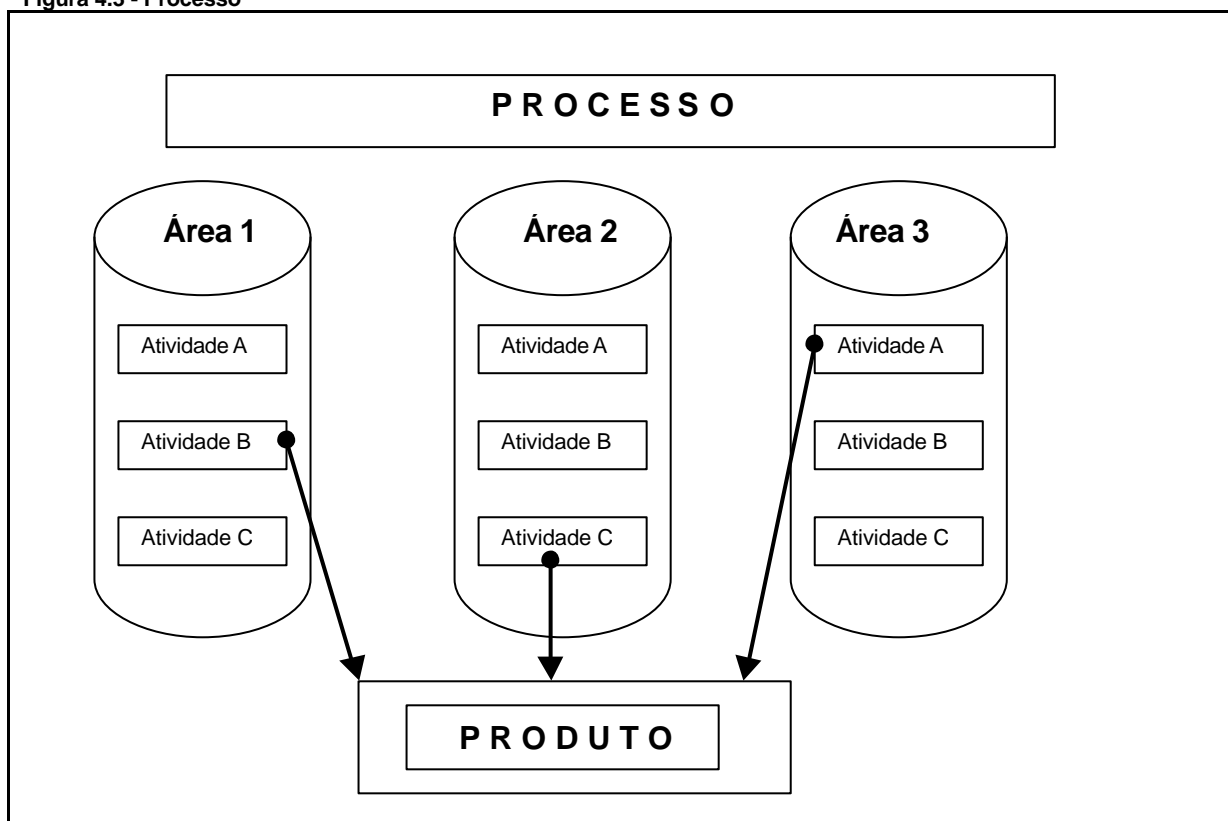 Figura 4.3 - Processo
P R O C E S S O
Área 1
Área 2
Área 3
Atividade A
Atividade A
Atividade A
Atividade B
Atividade B
Atividade B
Atividade C
Atividade C
Atividade C
P R O D U T O